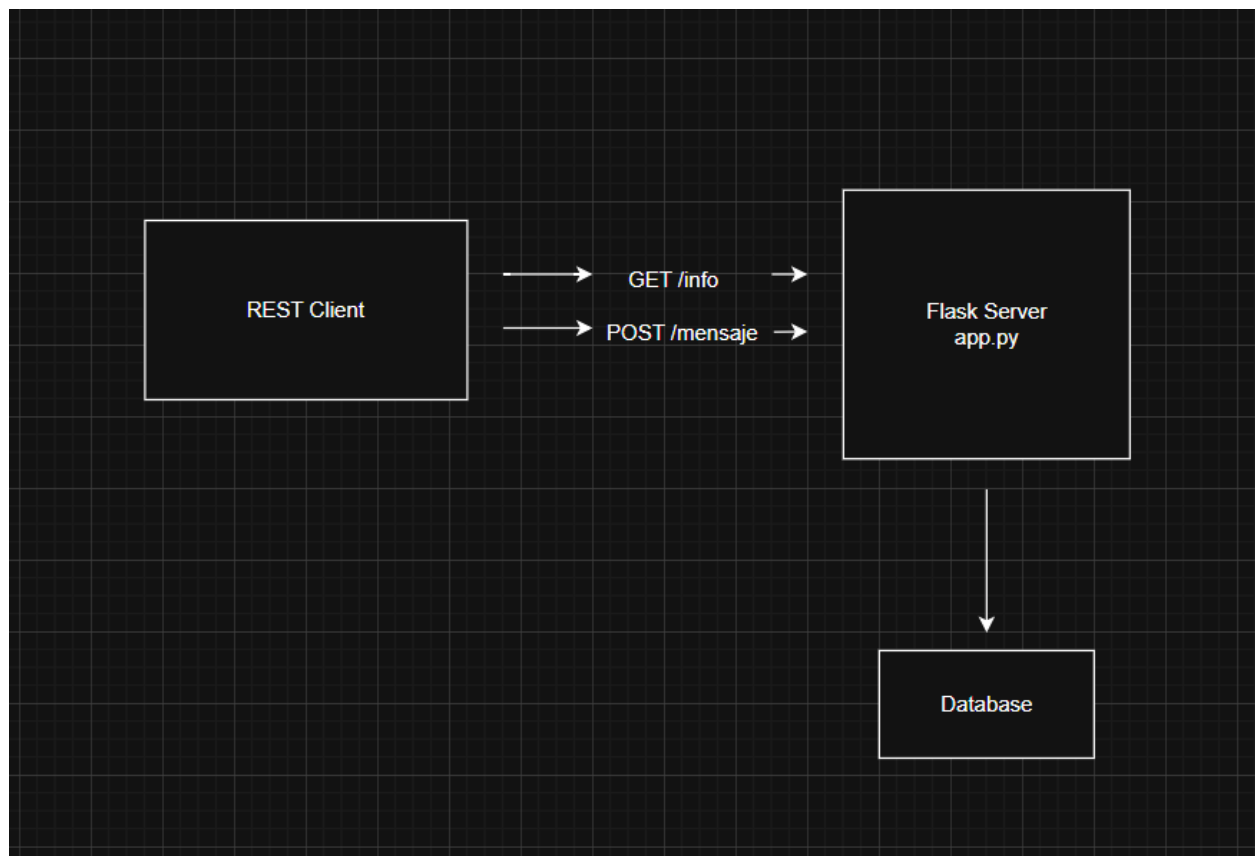 REST Client
GET /info
POST /mensaje
Flask Server
app.py
Database